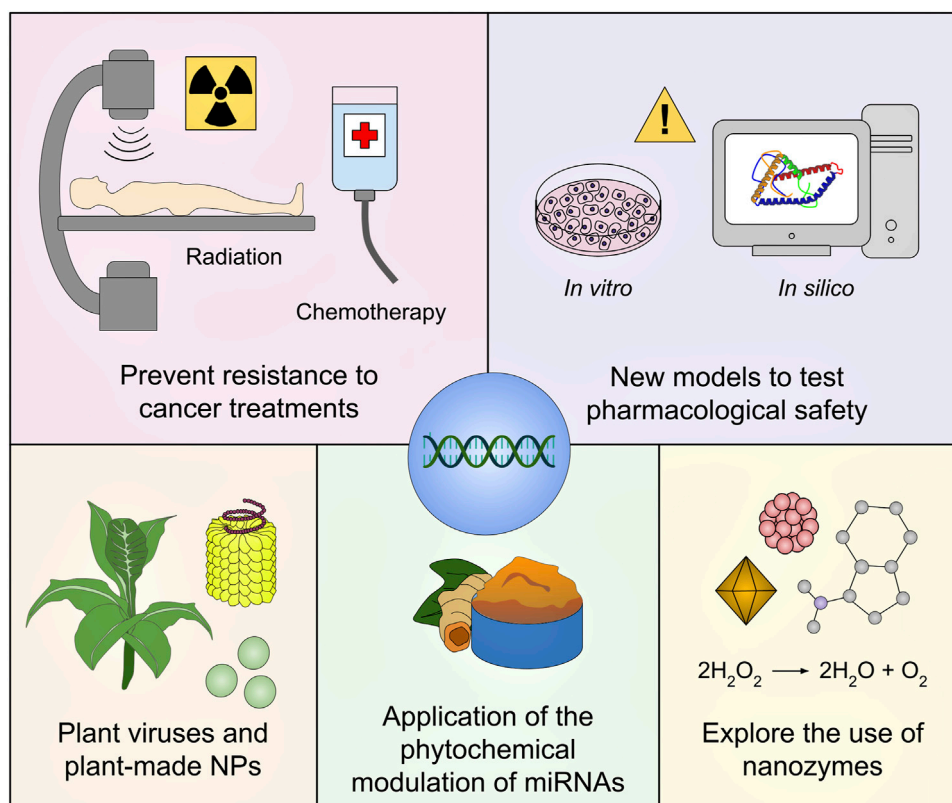 Radiation
Chemotherapy
Prevent resistance to
cancer treatments
!
In vitro
In silico
New models to test
pharmacological safety
Plant viruses and
plant-made NPs
Application of the
phytochemical
modulation of miRNAs
2H₂O₂ → 2H₂O + O₂
Explore the use of
nanozymes